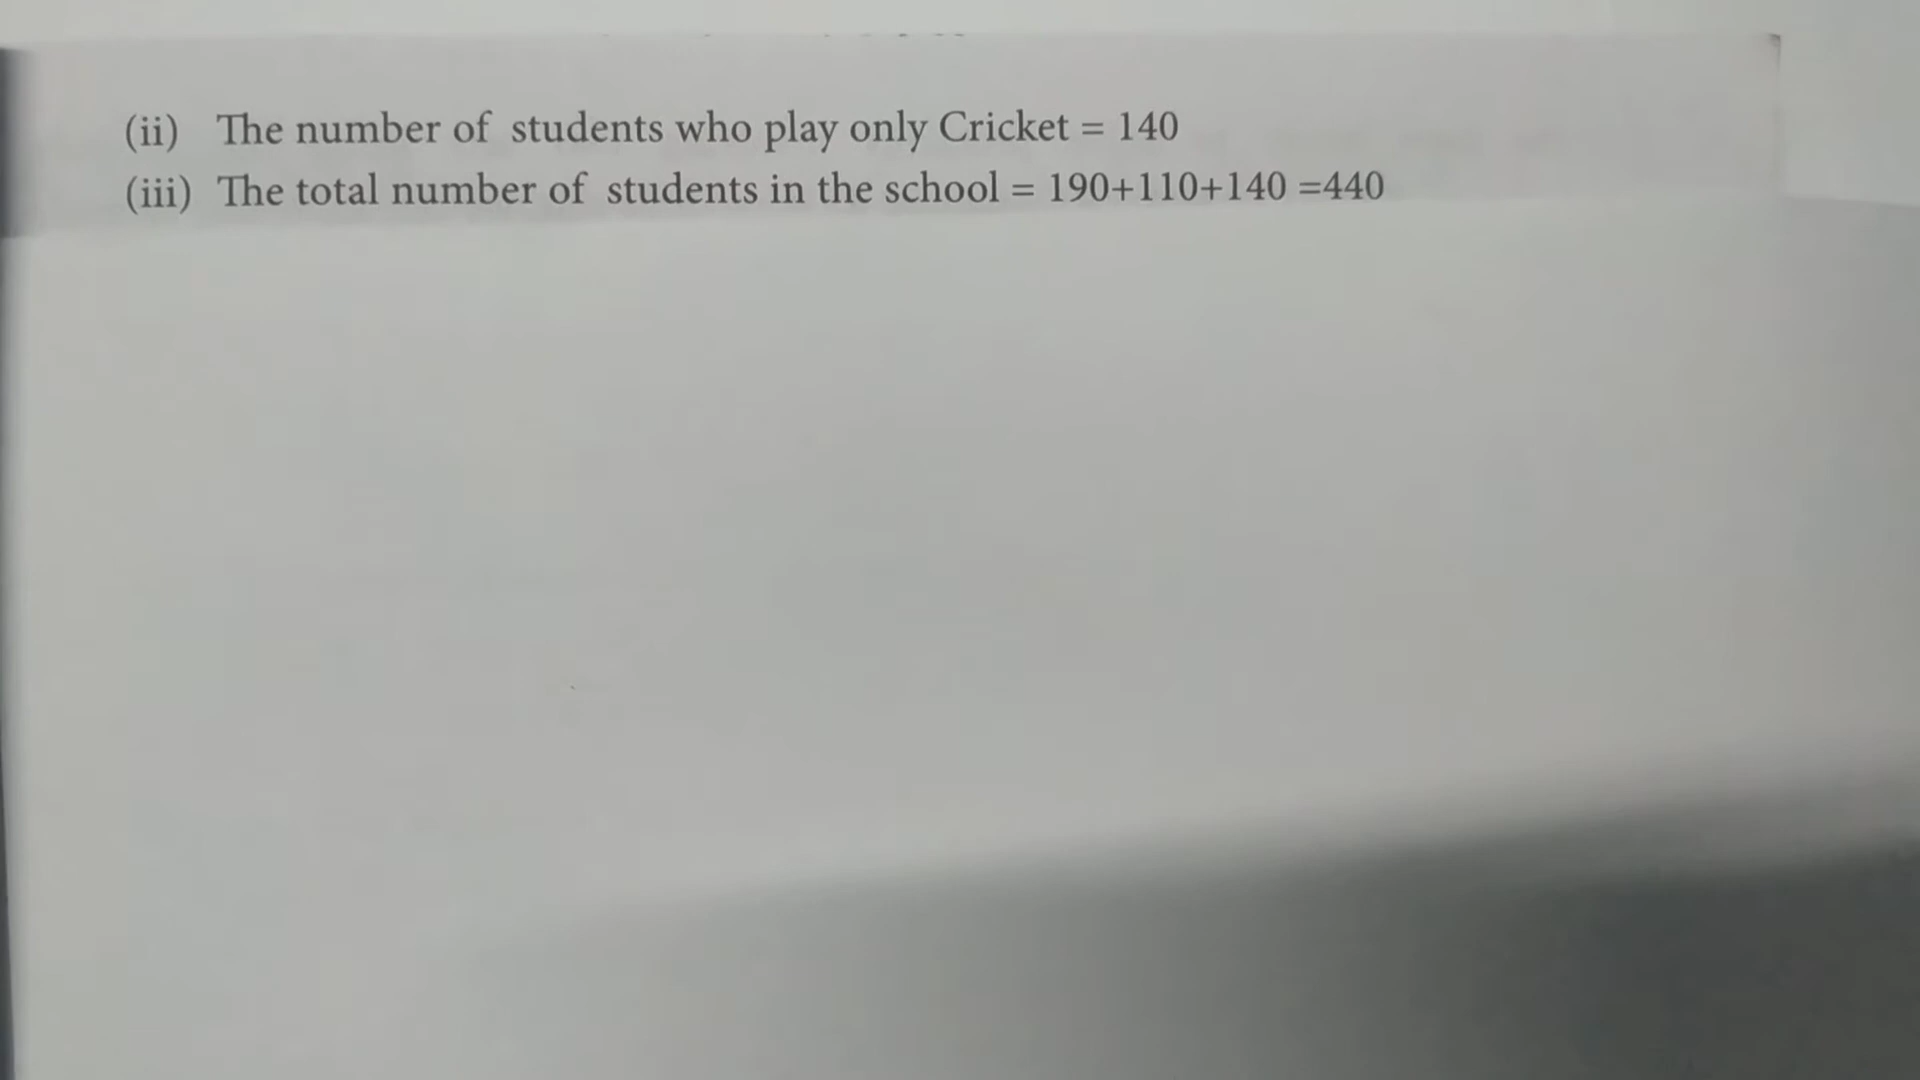 (ii) The number of students who play only Cricket = 140
(iii) The total number of students in the school = 190+110+140 =440